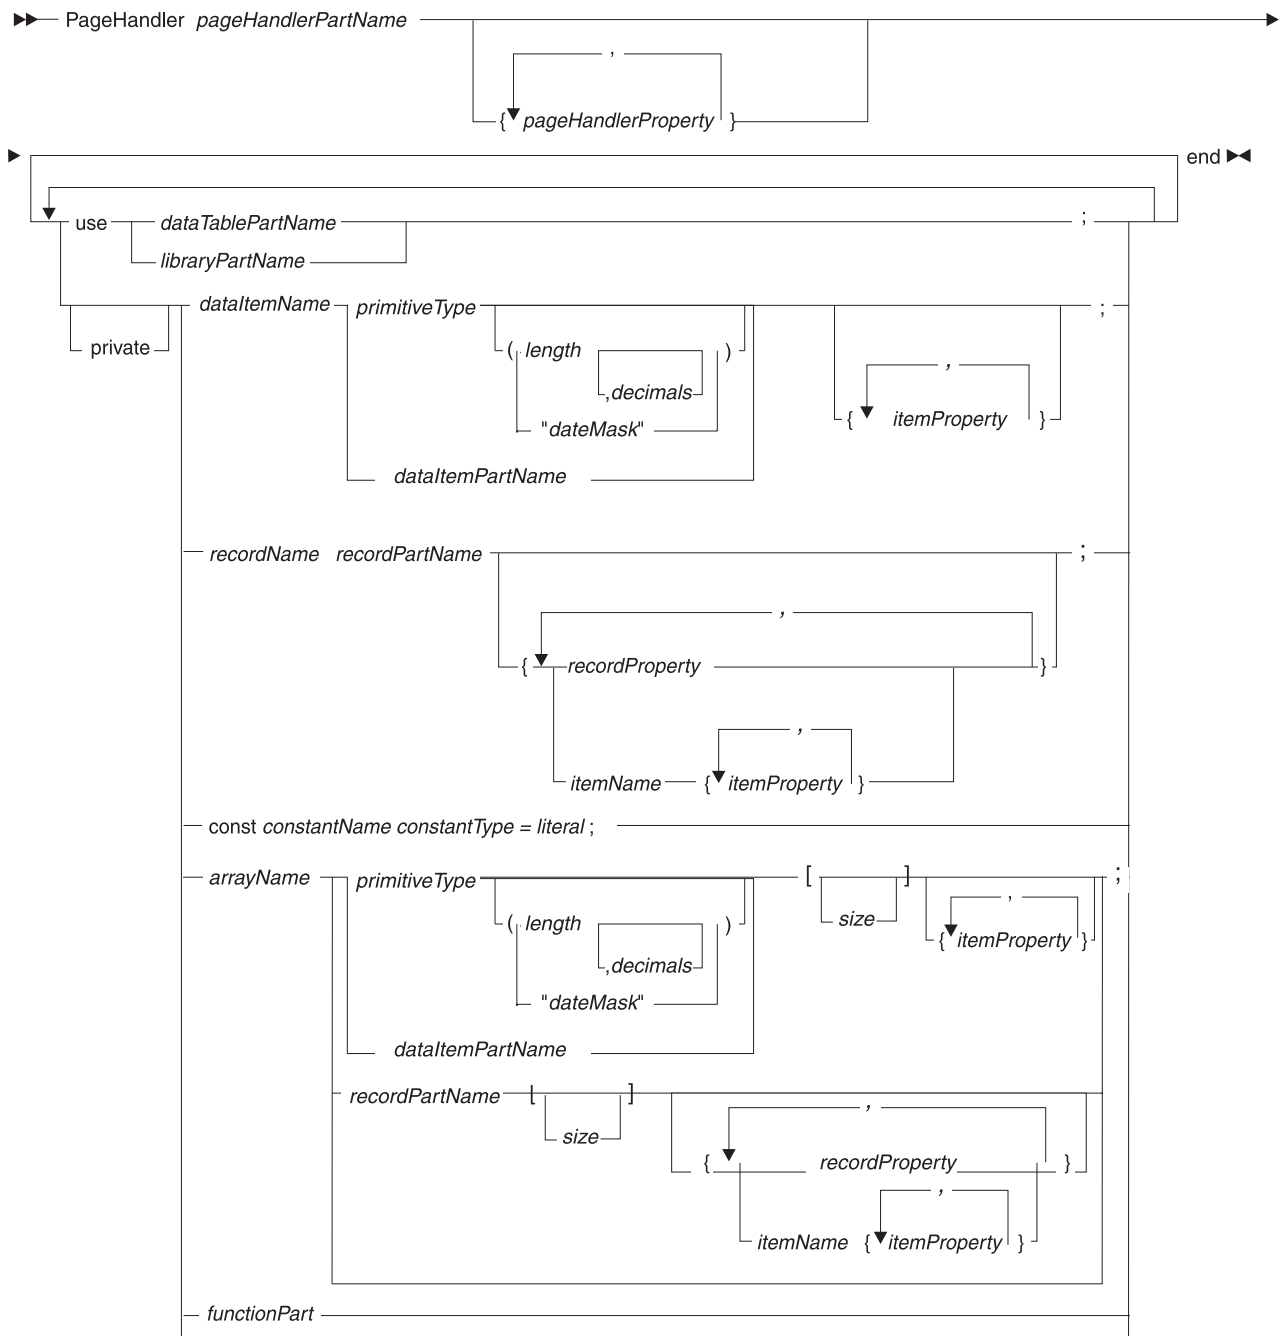 PageHandler pageHandlerPartName
,
{ pageHandlerProperty }
end
use dataTablePartName ;
libraryPartName
dataItemName primitiveType ;
private
( length )
,decimals
,
"dateMask"
{ itemProperty }
dataItemPartName
recordName recordPartName ;
,
{ recordProperty }
,
itemName { itemProperty }
const constantName constantType = literal ;
arrayName primitiveType [ ] ;
size
,
( length )
{ itemProperty }
,decimals
"dateMask"
dataItemPartName
recordPartName [ ]
,
size
{ recordProperty }
,
itemName { itemProperty }
functionPart